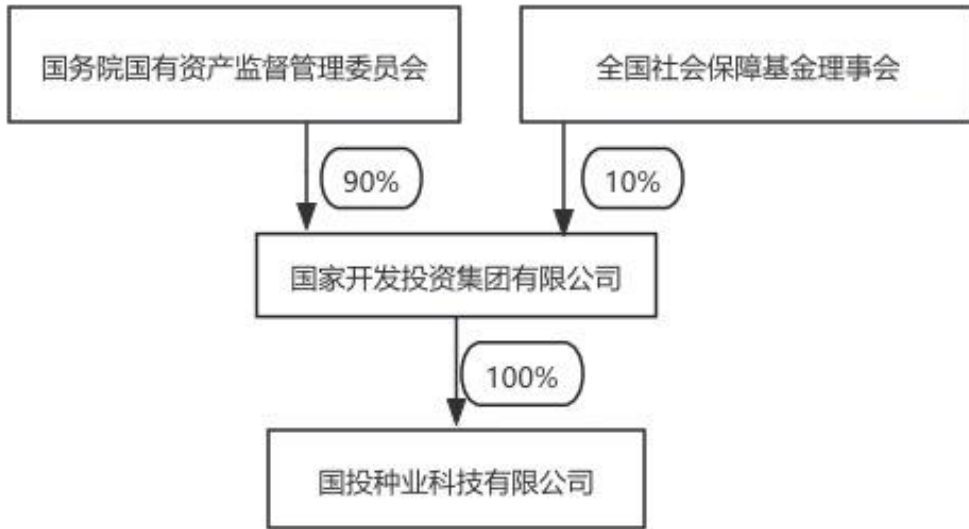 国务院国有资产监督管理委员会
全国社会保障基金理事会
90%
10%
国家开发投资集团有限公司
100%
国投种业科技有限公司